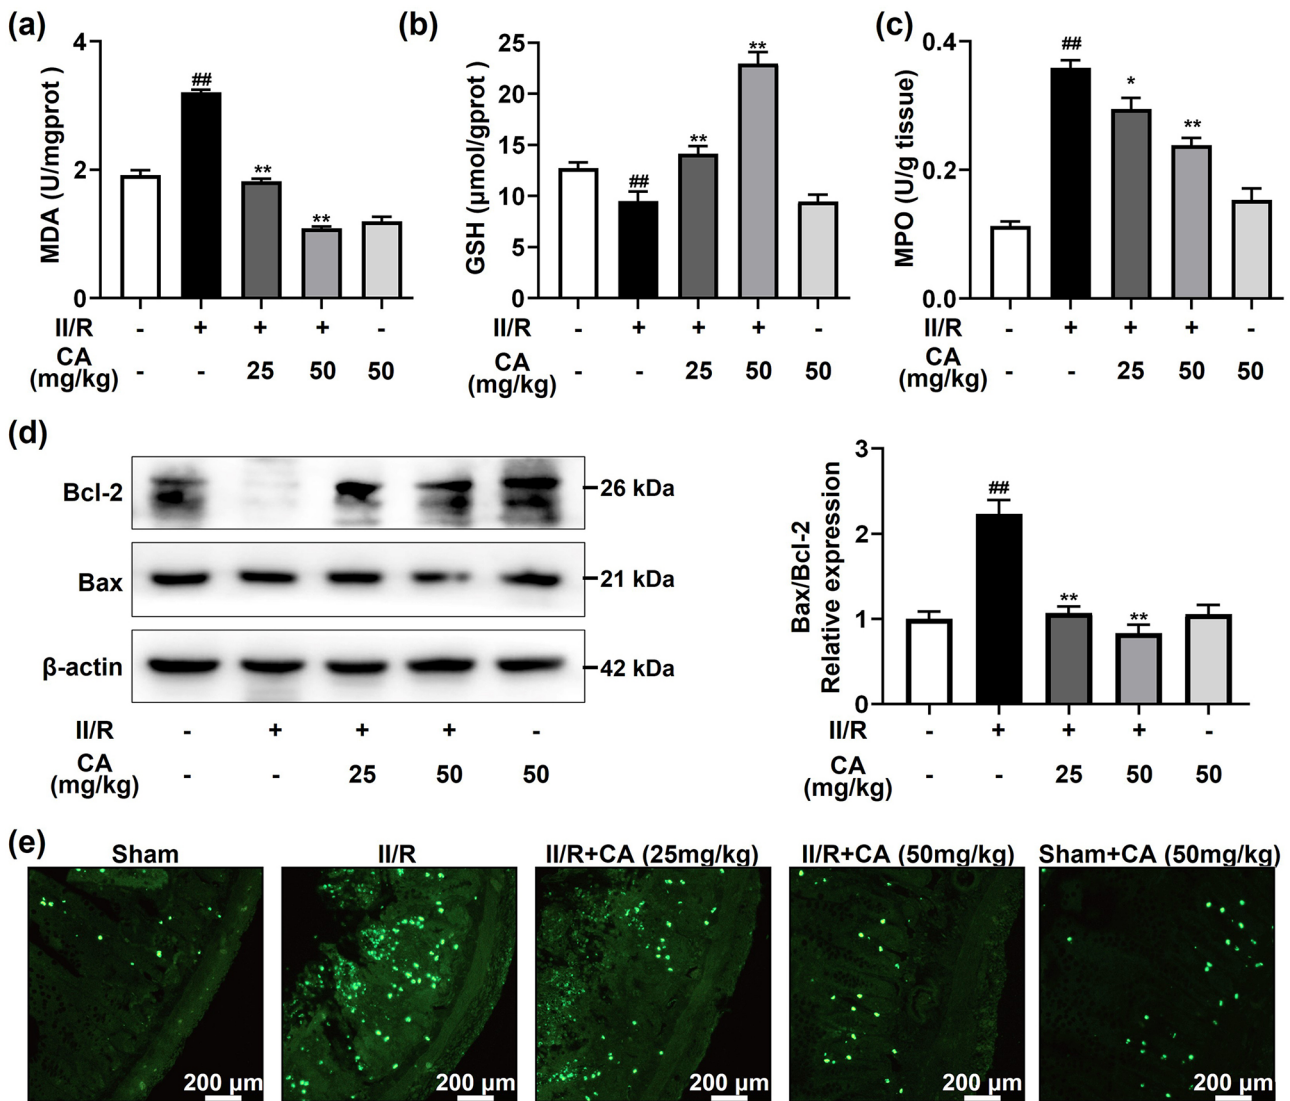 (a)
MDA (U/mgprot )
4
2
0
##
**
**
II/R - + + + -
CA
(mg/kg) - - 25 50 50
(b)
GSH (μmol/gprot )
25
20
15
10
5
0
##
**
**
II/R - + + + -
CA
(mg/kg) - - 25 50 50
(c)
MPO (U/g tissue)
0.4
0.2
0.0
##
*
**
II/R - + + + -
CA
(mg/kg) - - 25 50 50
(d)
Bcl-2 26 kDa
Bax 21 kDa
β-actin 42 kDa
II/R - + + + -
CA
(mg/kg) - - 25 50 50
Bax/Bcl-2
Relative expression
3
2
1
0
##
**
**
II/R - + + + -
CA
(mg/kg) - - 25 50 50
(e)
Sham II/R II/R+CA (25mg/kg) II/R+CA (50mg/kg) Sham+CA (50mg/kg)
200 μm 200 μm 200 μm 200 μm 200 μm